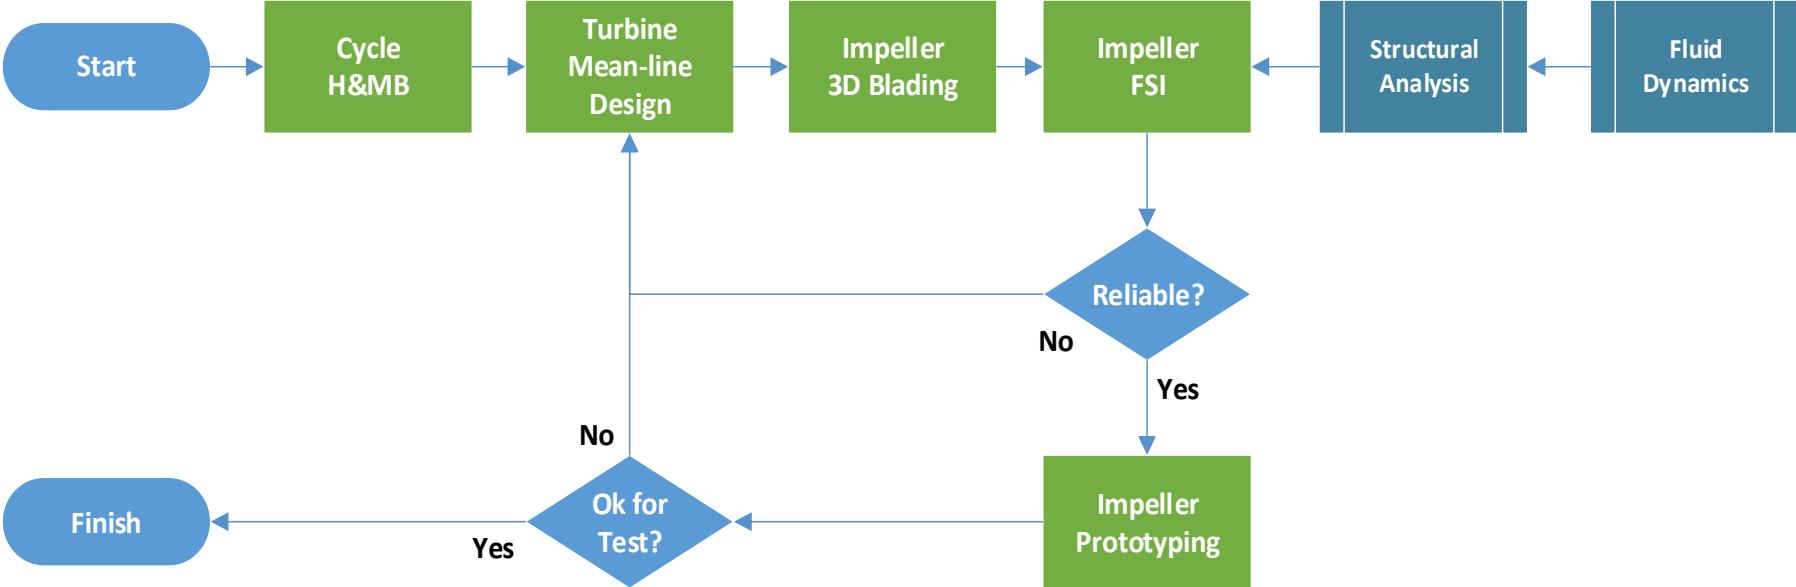 Start
Cycle
H&MB
Turbine
Mean-line
Design
Impeller
3D Blading
Impeller
FSI
Structural
Analysis
Fluid
Dynamics
Reliable?
No
Yes
No
Finish
Yes
Ok for
Test?
Impeller
Prototyping